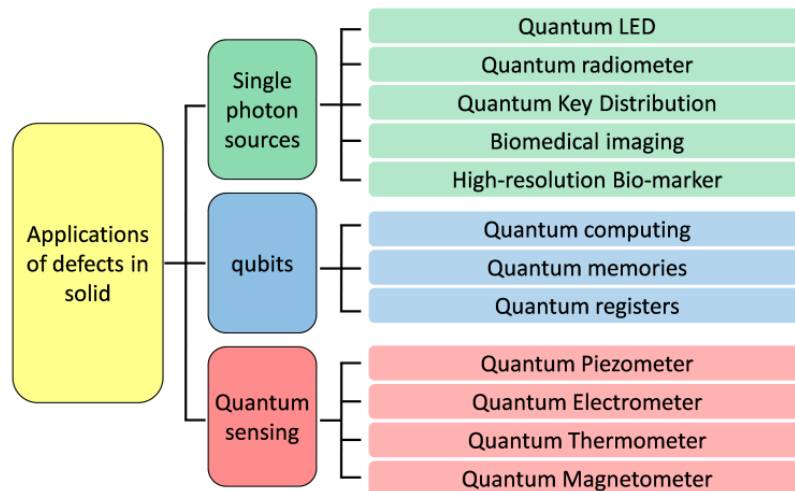 Applications
of defects in
solid
Single
photon
sources
Quantum LED
Quantum radiometer
Quantum Key Distribution
Biomedical imaging
High-resolution Bio-marker
qubits
Quantum computing
Quantum memories
Quantum registers
Quantum
sensing
Quantum Piezometer
Quantum Electrometer
Quantum Thermometer
Quantum Magnetometer